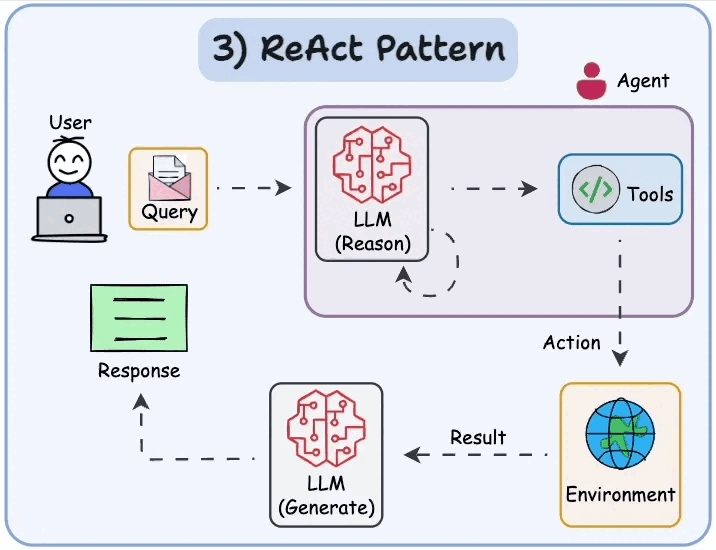 3) ReAct Pattern
Agent
User
Query
LLM
(Reason)
</>
Tools
Action
Response
LLM
(Generate)
Result
Environment